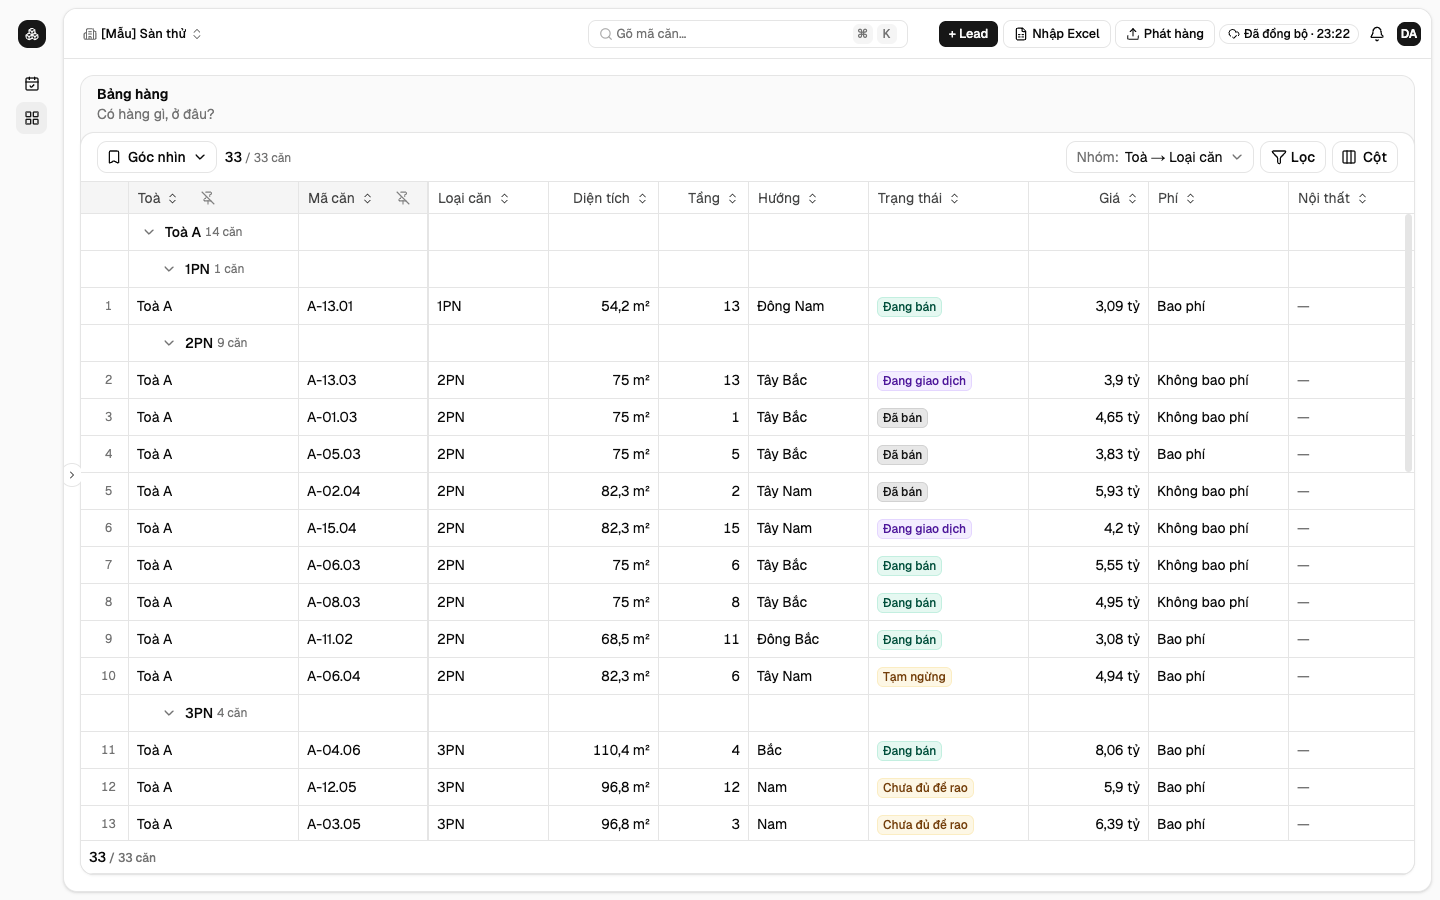 [Mẫu] Sàn thử
Gõ mã căn… ⌘ K
+ Lead
Nhập Excel
Phát hàng
Đã đồng bộ · 23:22
DA
Bảng hàng
Có hàng gì, ở đâu?
Góc nhìn 33 / 33 căn
Nhóm: Toà → Loại căn Lọc Cột
Toà Mã căn Loại căn Diện tích Tầng Hướng Trạng thái Giá Phí Nội thất
Toà A 14 căn
1PN 1 căn
1 Toà A A-13.01 1PN 54,2 m² 13 Đông Nam Đang bán 3,09 tỷ Bao phí —
2PN 9 căn
2 Toà A A-13.03 2PN 75 m² 13 Tây Bắc Đang giao dịch 3,9 tỷ Không bao phí —
3 Toà A A-01.03 2PN 75 m² 1 Tây Bắc Đã bán 4,65 tỷ Không bao phí —
4 Toà A A-05.03 2PN 75 m² 5 Tây Bắc Đã bán 3,83 tỷ Bao phí —
5 Toà A A-02.04 2PN 82,3 m² 2 Tây Nam Đã bán 5,93 tỷ Không bao phí —
6 Toà A A-15.04 2PN 82,3 m² 15 Tây Nam Đang giao dịch 4,2 tỷ Không bao phí —
7 Toà A A-06.03 2PN 75 m² 6 Tây Bắc Đang bán 5,55 tỷ Không bao phí —
8 Toà A A-08.03 2PN 75 m² 8 Tây Bắc Đang bán 4,95 tỷ Không bao phí —
9 Toà A A-11.02 2PN 68,5 m² 11 Đông Bắc Đang bán 3,08 tỷ Bao phí —
10 Toà A A-06.04 2PN 82,3 m² 6 Tây Nam Tạm ngừng 4,94 tỷ Bao phí —
3PN 4 căn
11 Toà A A-04.06 3PN 110,4 m² 4 Bắc Đang bán 8,06 tỷ Bao phí —
12 Toà A A-12.05 3PN 96,8 m² 12 Nam Chưa đủ để rao 5,9 tỷ Bao phí —
13 Toà A A-03.05 3PN 96,8 m² 3 Nam Chưa đủ để rao 6,39 tỷ Bao phí —
33 / 33 căn